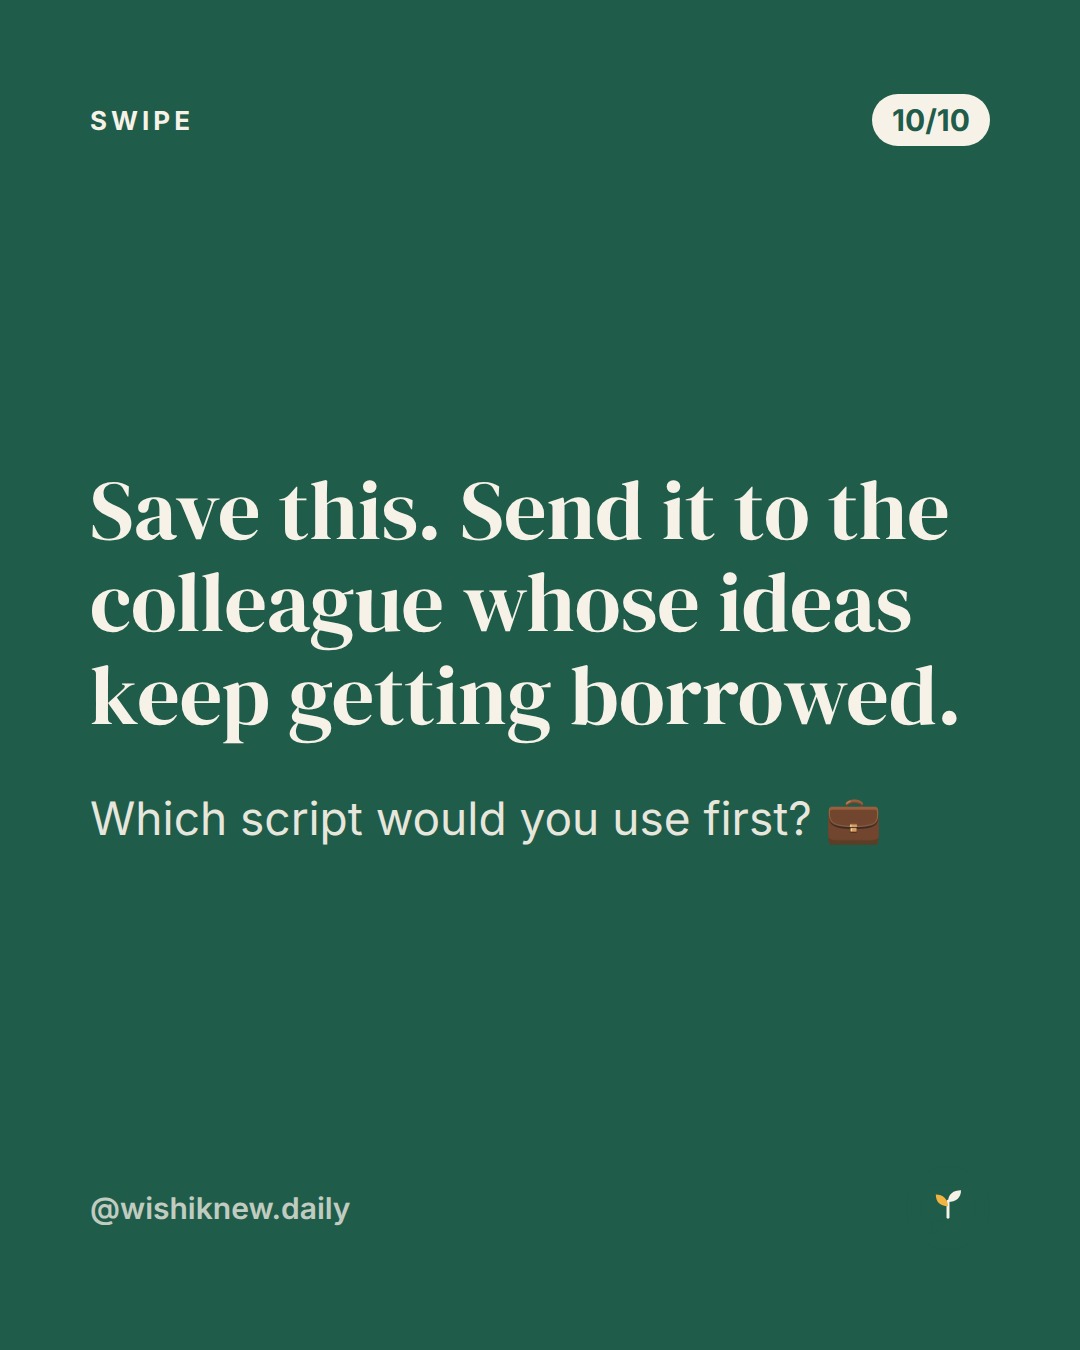 SWIPE
10/10
Save this. Send it to the
colleague whose ideas
keep getting borrowed.
Which script would you use first? 💼
@wishiknew.daily